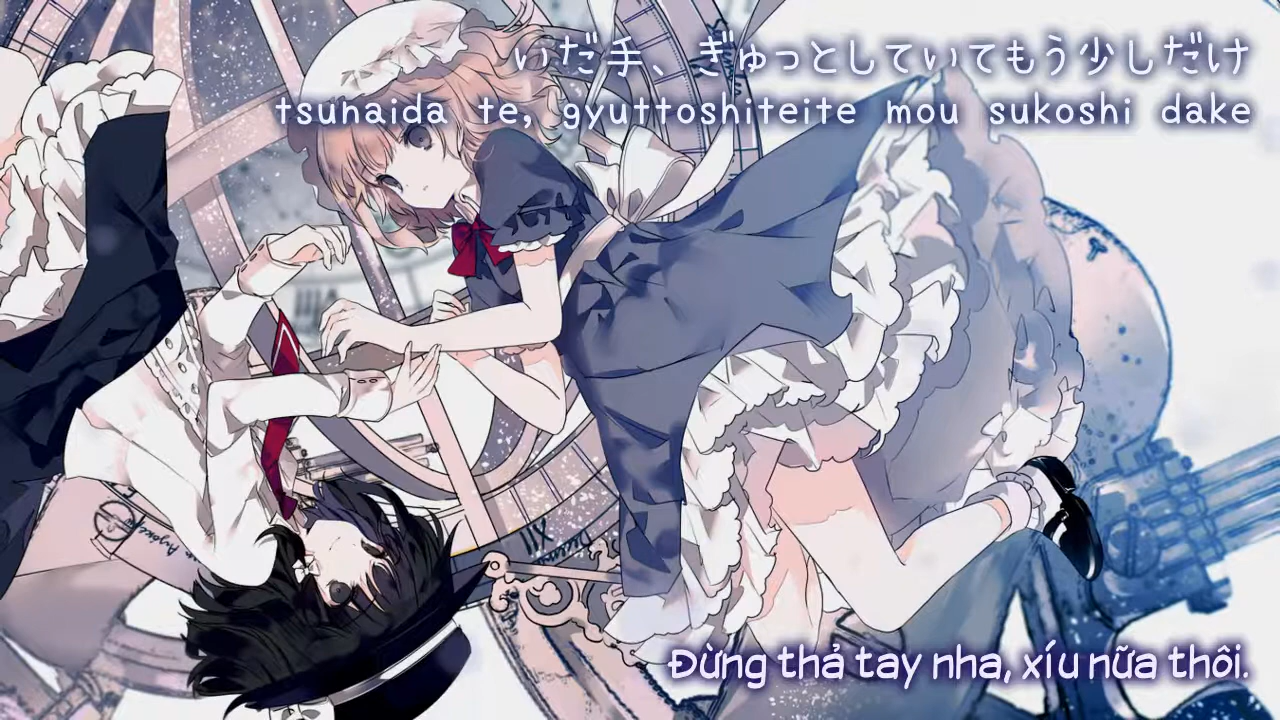 いだ手、ぎゅっとしていてもう少しだけ
tsunaida te, gyuttoshiteite mou sukoshi dake
XII
Đừng thả tay nha, xíu nữa thôi.